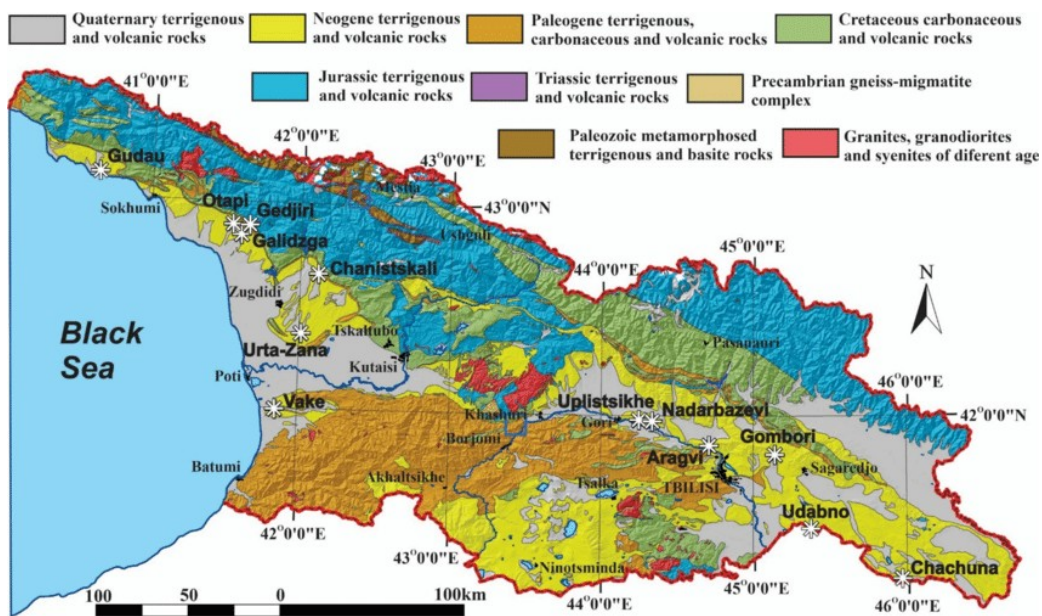 Quaternary terrigenous
and volcanic rocks
Neogene terrigenous
and volcanic rocks
Paleogene terrigenous,
carbonaceous and volcanic rocks
Cretaceous carbonaceous
and volcanic rocks
Jurassic terrigenous
and volcanic rocks
Triassic terrigenous
and volcanic rocks
Precambrian gneiss-migmatite
complex
Paleozoic metamorphosed
terrigenous and basite rocks
Granites, granodiorites
and syenites of diferent age
41°0'0"E
42°0'0"E
43°0'0"E
43°0'0"N
44°0'0"E
45°0'0"E
46°0'0"E
42°0'0"N
N
Gudau
Sokhumi
Otapi
Gedjiri
Galidzga
Mestia
Ushguli
Chanistskali
Zugdidi
Black
Sea
Urta-Zana
Tskaltubo
Kutaisi
Pasanauri
Poti
Vake
Khashuri
Uplistsikhe
Nadarbazevi
Gori
Borjomi
Aragvi
Gombori
Batumi
Akhaltsikhe
Tsalka
TBILISI
Sagaredjo
Udabno
Ninotsminda
Chachuna
42°0'0"E
43°0'0"E
44°0'0"E
45°0'0"E
46°0'0"E
100 50 0 100km